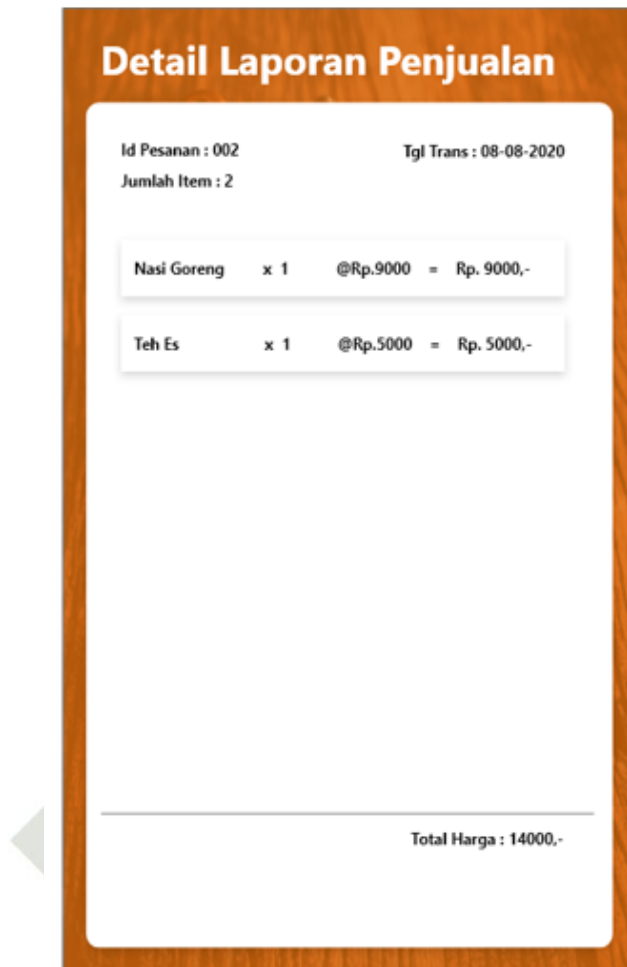 Detail Laporan Penjualan
Id Pesanan : 002 Tgl Trans : 08-08-2020
Jumlah Item : 2
Nasi Goreng x 1 @Rp.9000 = Rp. 9000,-
Teh Es x 1 @Rp.5000 = Rp. 5000,-
Total Harga : 14000,-